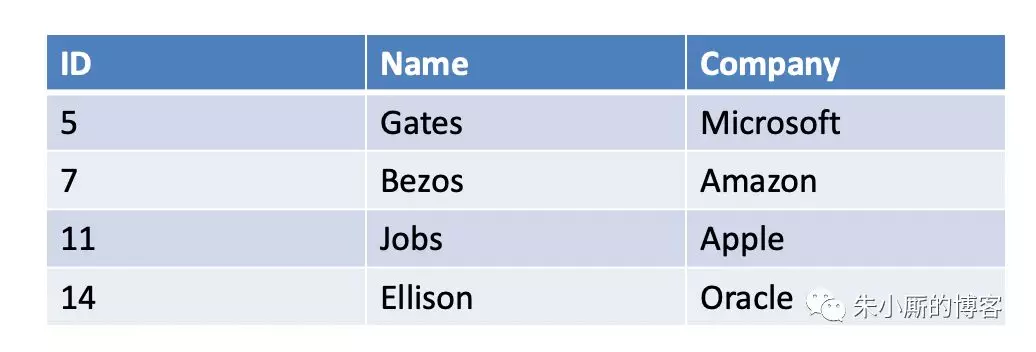 ID Name Company
5 Gates Microsoft
7 Bezos Amazon
11 Jobs Apple
14 Ellison Oracle
朱小厮的博客